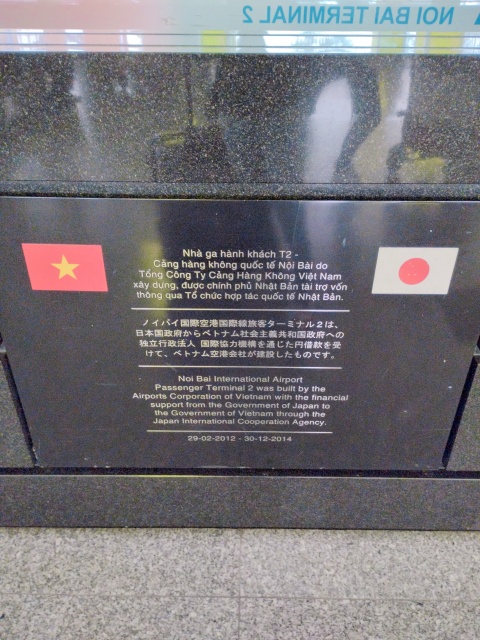 NOI BAI TERMINAL 2
Nhà ga hành khách T2 -
Cảng hàng không quốc tế Nội Bài do
Tổng Công Ty Cảng Hàng Không Việt Nam
xây dựng, được chính phủ Nhật Bản tài trợ vốn
thông qua Tổ chức hợp tác quốc tế Nhật Bản.
ノイバイ国際空港国際線旅客ターミナル2は、
日本国政府からベトナム社会主義共和国政府への
独立行政法人 国際協力機構を通じた円借款を受
けて、ベトナム空港会社が建設したものです。
Noi Bai International Airport
Passenger Terminal 2 was built by the
Airports Corporation of Vietnam with the financial
support from the Government of Japan to
the Government of Vietnam through the
Japan International Cooperation Agency.
29-02-2012 - 30-12-2014